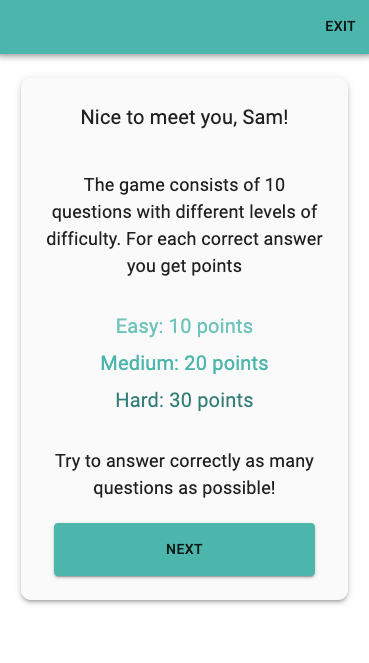 EXIT
Nice to meet you, Sam!
The game consists of 10
questions with different levels of
difficulty. For each correct answer
you get points
Easy: 10 points
Medium: 20 points
Hard: 30 points
Try to answer correctly as many
questions as possible!
NEXT